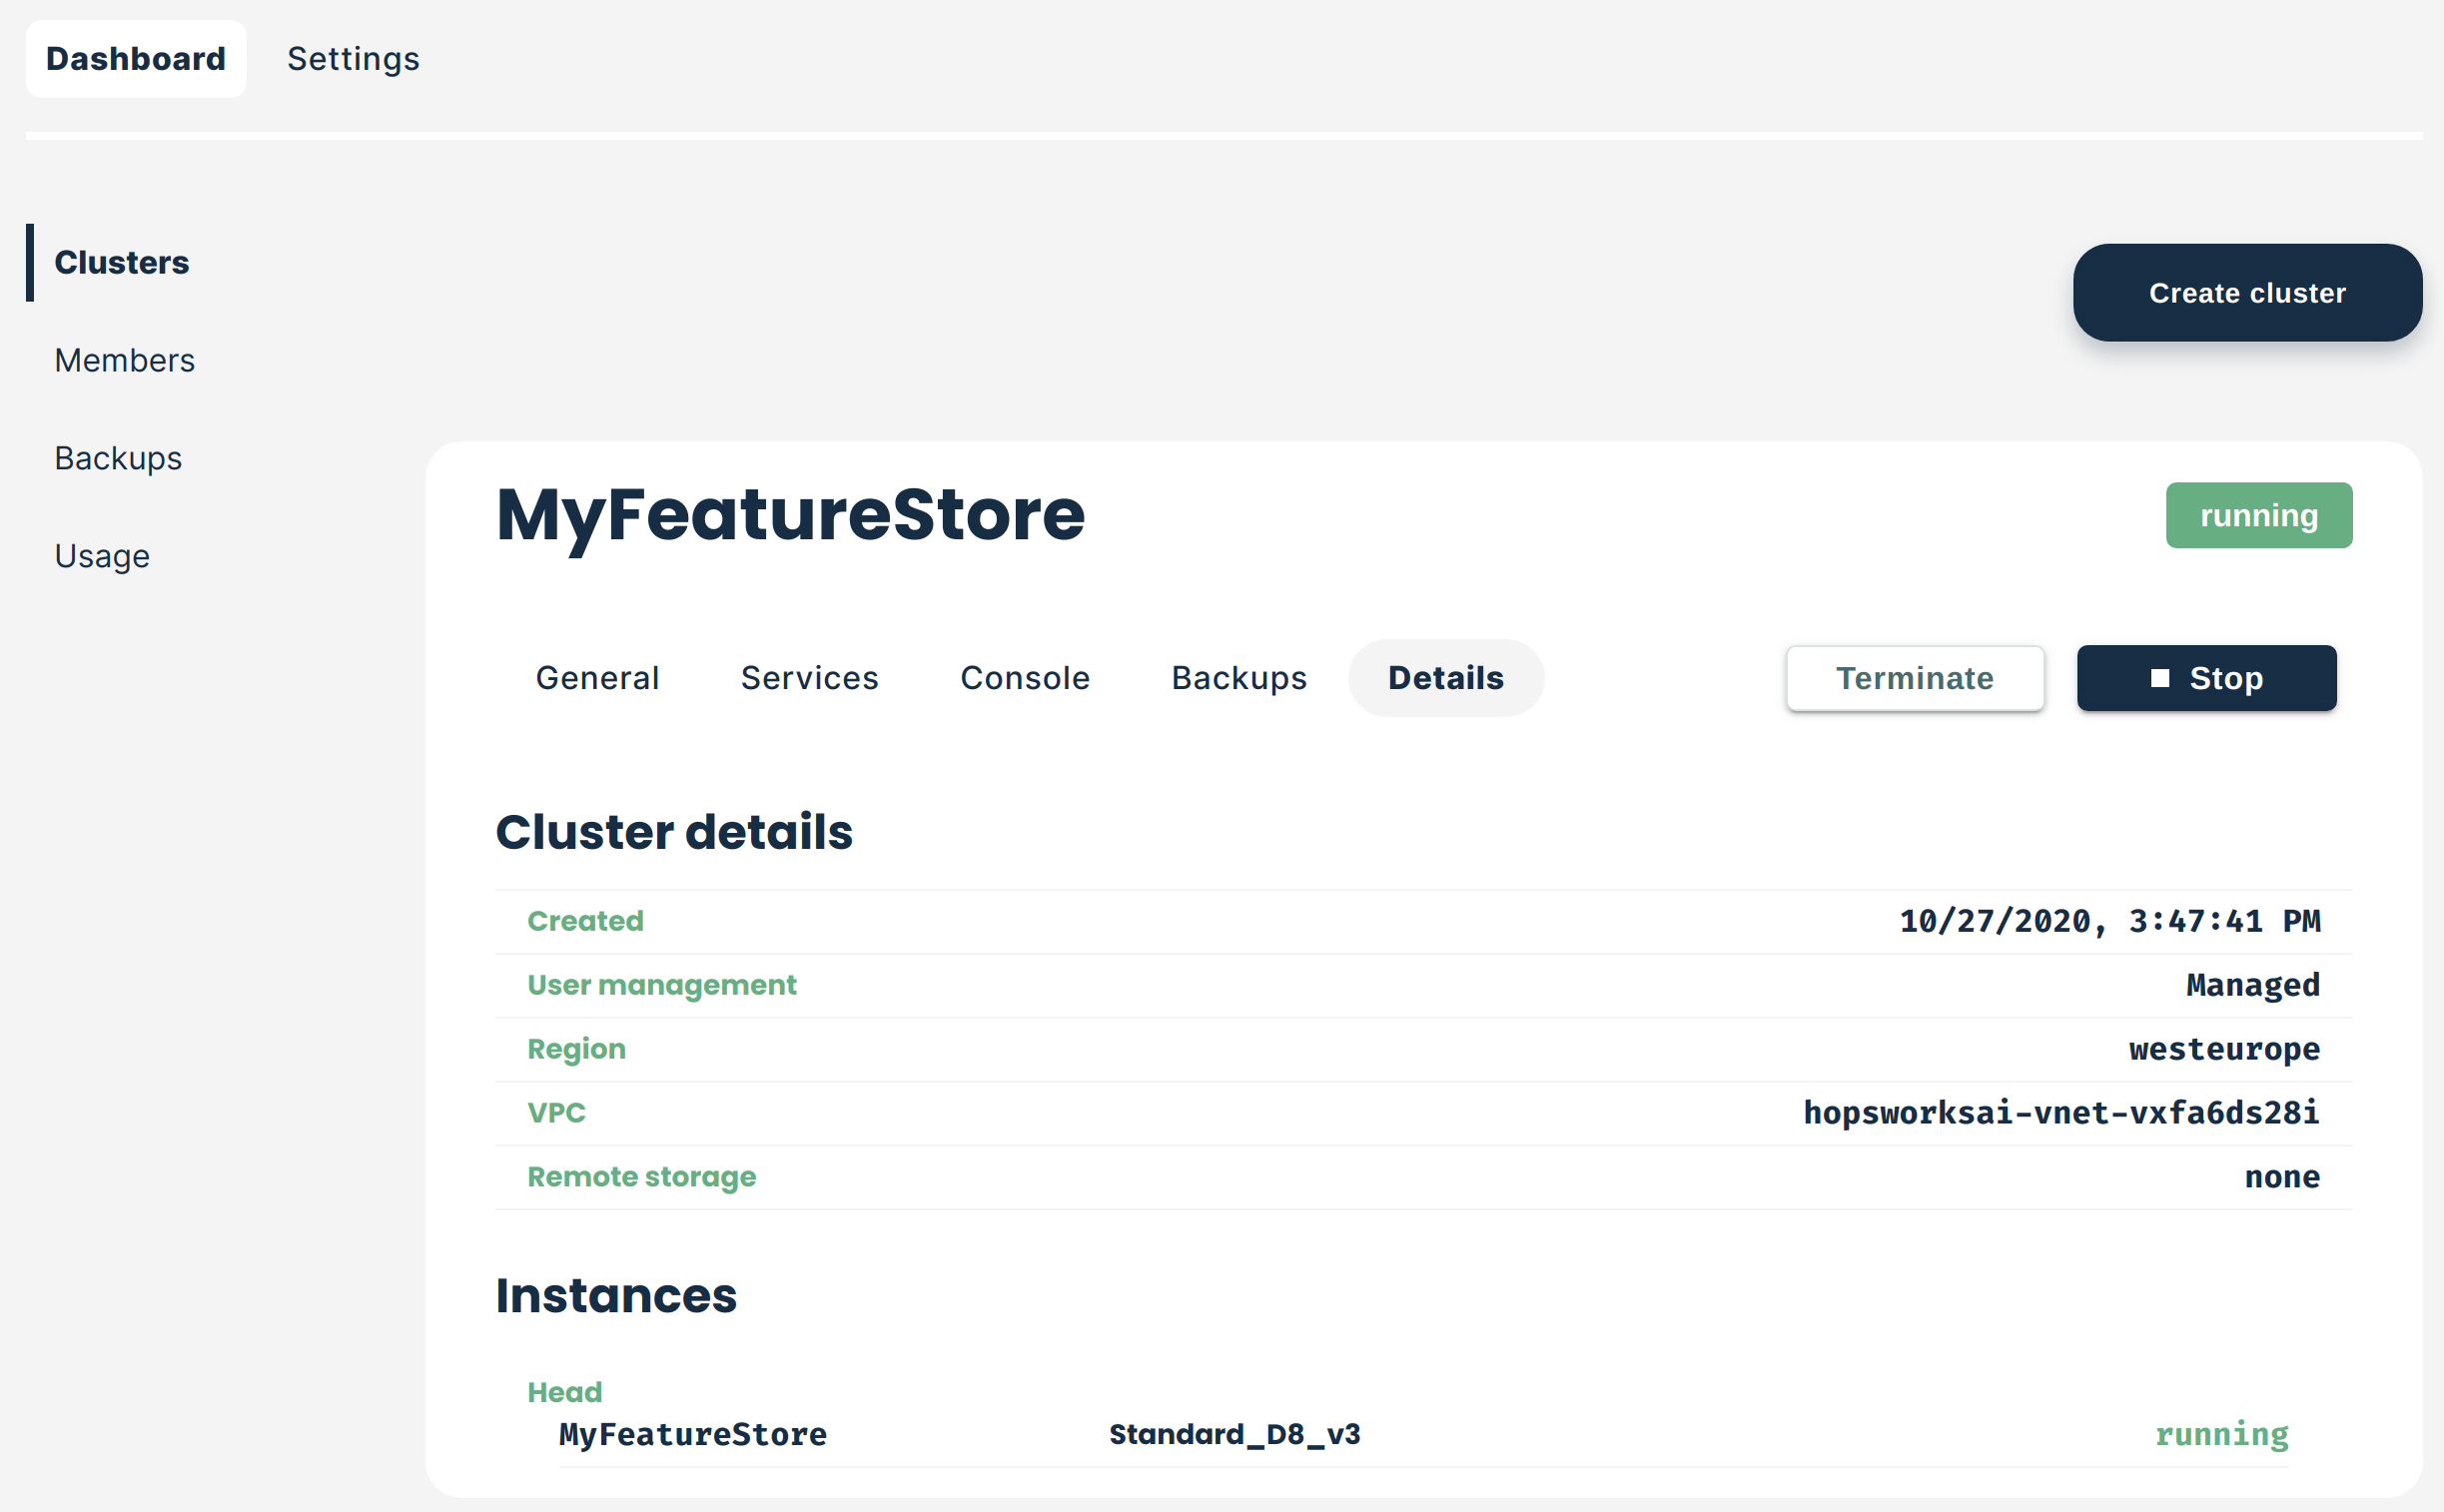 Dashboard Settings
Clusters
Members
Backups
Usage
Create cluster
MyFeatureStore running
General Services Console Backups Details Terminate Stop
Cluster details
Created 10/27/2020, 3:47:41 PM
User management Managed
Region westeurope
VPC hopsworksai-vnet-vxfa6ds28i
Remote storage none
Instances
Head
MyFeatureStore Standard_D8_v3 running